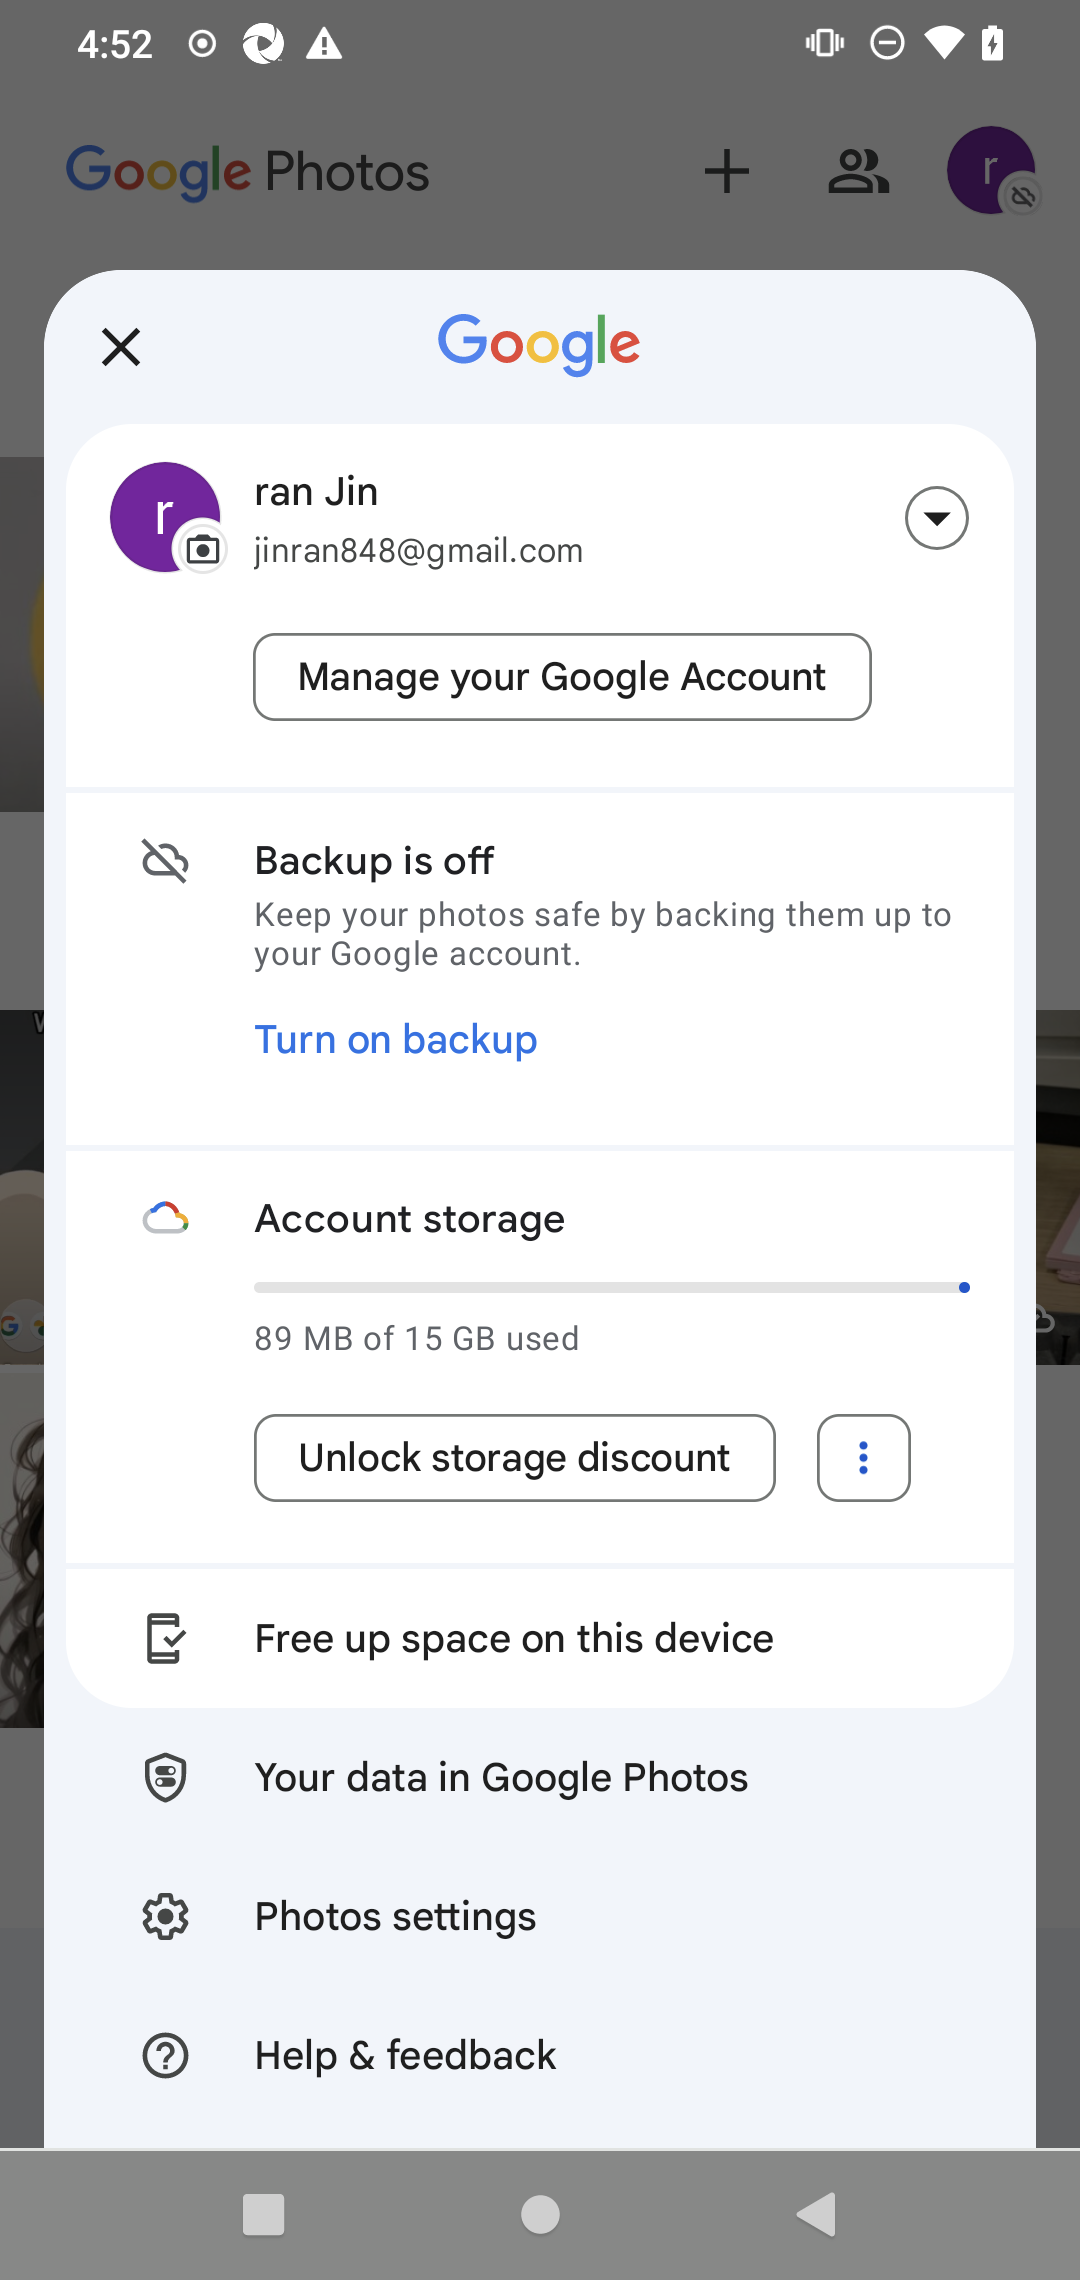 4:52
Google Photos
r
Google
r
ran Jin
jinran848@gmail.com
Manage your Google Account
Backup is off
Keep your photos safe by backing them up to
your Google account.
Turn on backup
Account storage
89 MB of 15 GB used
Unlock storage discount
Free up space on this device
Your data in Google Photos
Photos settings
Help & feedback